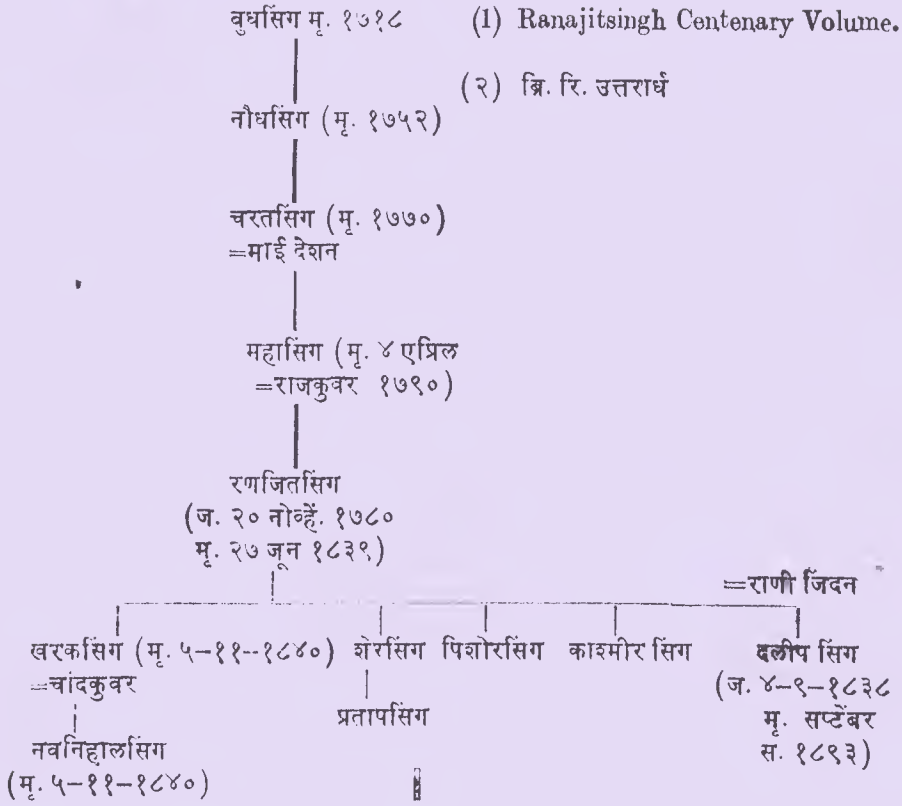 वुधसिंग मृ. १७१८
(1) Ranajitsingh Centenary Volume.
(२) ब्रि. रि. उत्तरार्ध
नौधसिंग (मृ. १७५२)
चरतसिंग (मृ. १७७०)
=माई देशन
महासिंग (मृ. ४ एप्रिल
=राजकुवर १७९०)
रणजितसिंग
(ज. २० नोव्हें. १७८०
मृ. २७ जून १८३९)
=राणी जिंदन
खरकसिंग (मृ. ५-११--१८४०) शेरसिंग पिशोरसिंग काश्मीर सिंग दलीप सिंग
=चांदकुवर
(ज. ४-९-१८३८
प्रतापसिंग
मृ. सप्टेंबर
नवनिहालसिंग
स. १८९३)
(मृ. ५-११-१८४०)